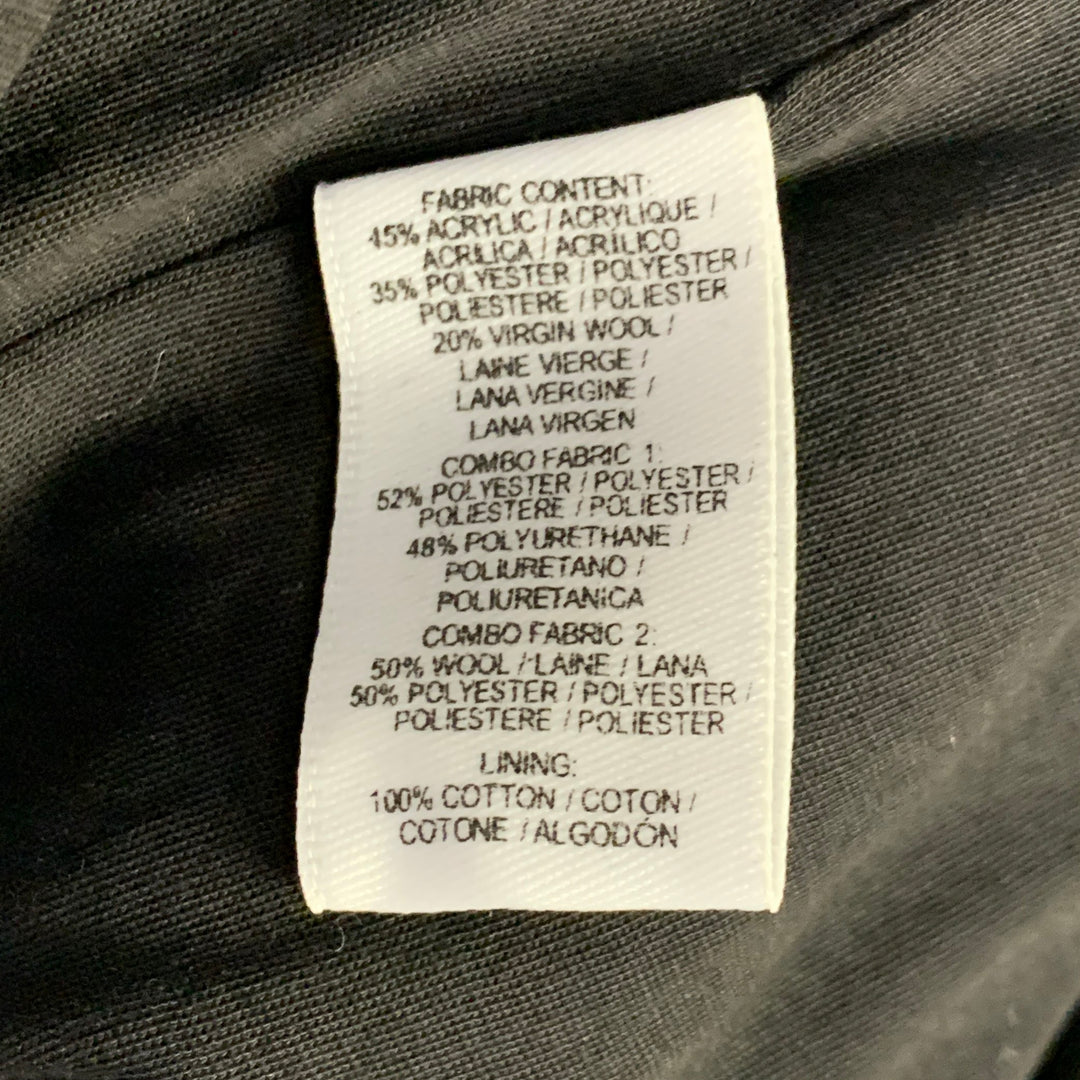 FABRIC CONTENT:
45% ACRYLIC / ACRYLIQUE /
ACRILICA / ACRÍLICO
35% POLYESTER / POLYESTER /
POLIESTERE / POLIESTER
20% VIRGIN WOOL /
LAINE VIERGE /
LANA VERGINE /
LANA VIRGEN
COMBO FABRIC 1:
52% POLYESTER / POLYESTER /
POLIESTERE / POLIESTER
48% POLYURETHANE /
POLIURETANO /
POLIURETANICA
COMBO FABRIC 2:
50% WOOL / LAINE / LANA
50% POLYESTER / POLYESTER /
POLIESTERE / POLIESTER
LINING:
100% COTTON / COTON /
COTONE / ALGODÓN